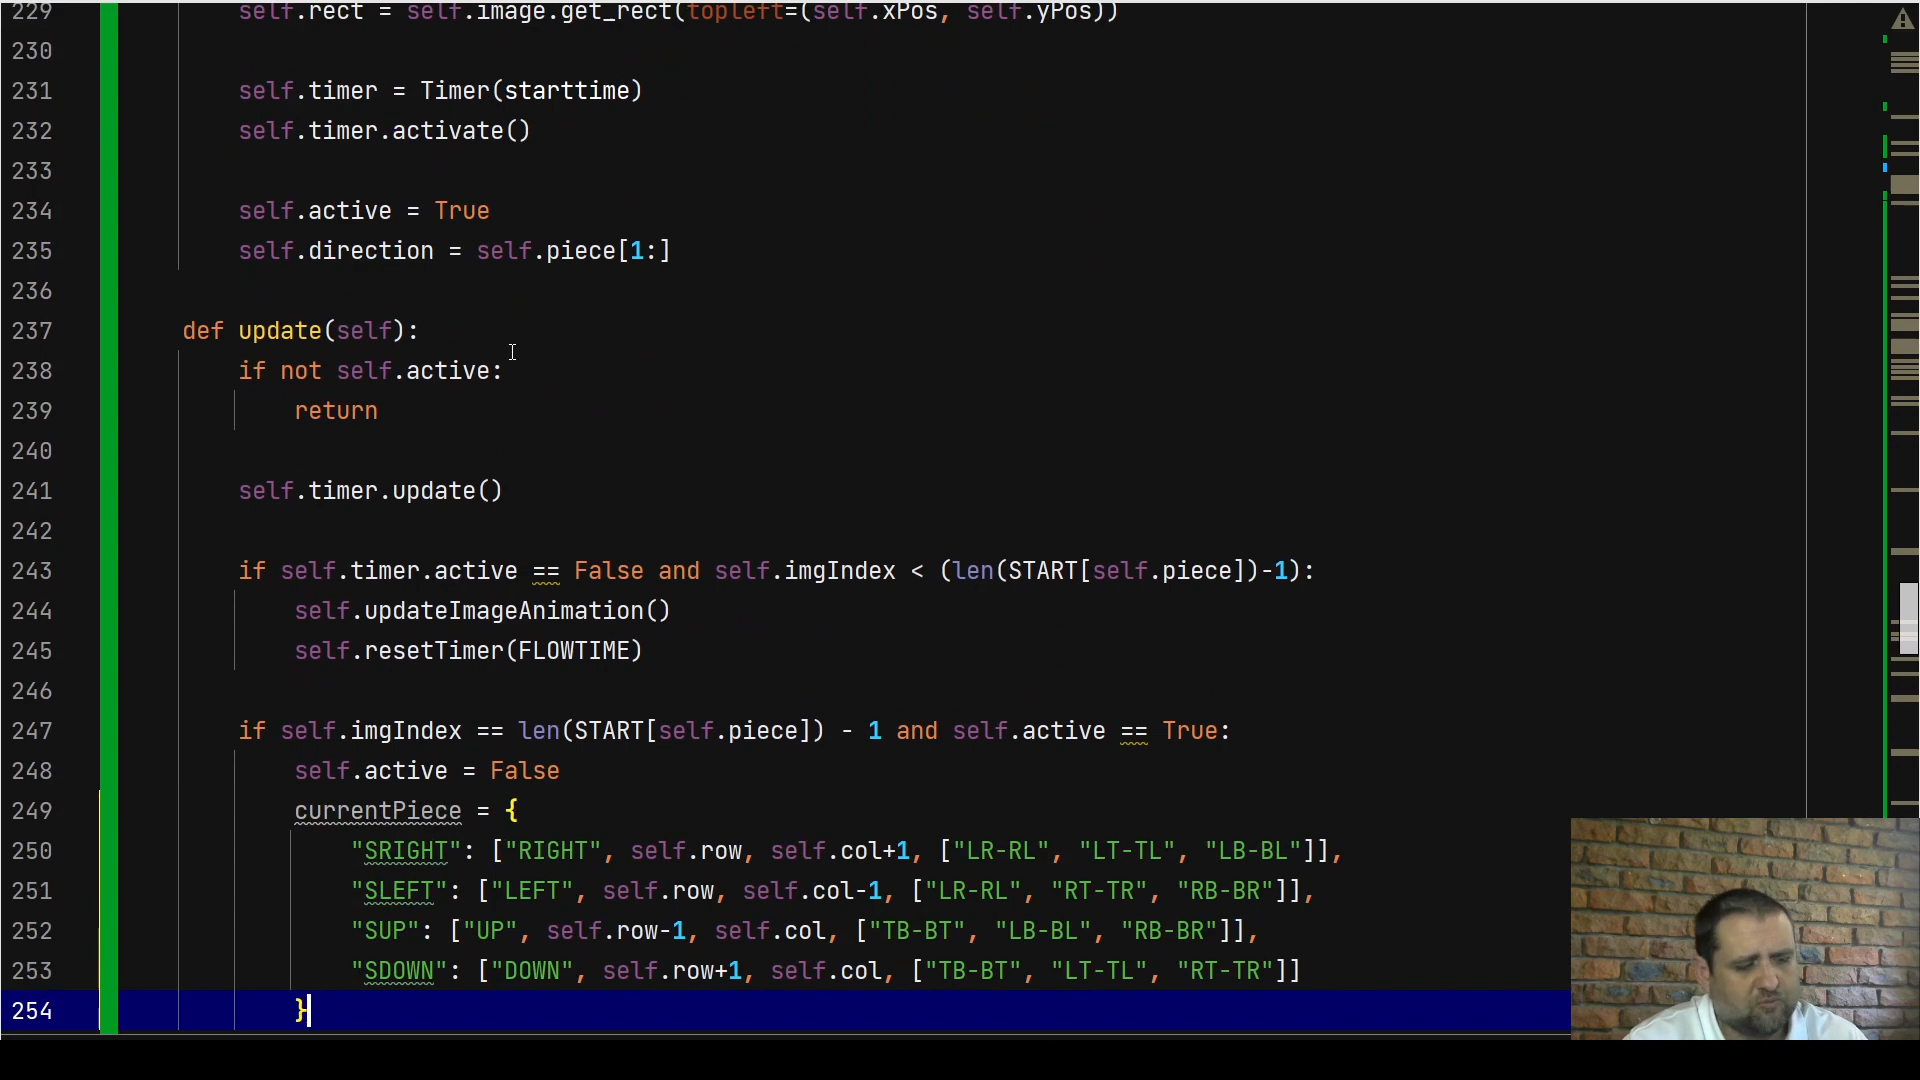 229 self.rect = self.image.get_rect(topleft=(self.xPos, self.yPos))
230
231 self.timer = Timer(starttime)
232 self.timer.activate()
233
234 self.active = True
235 self.direction = self.piece[1:]
236
237 def update(self):
238 if not self.active:
239 return
240
241 self.timer.update()
242
243 if self.timer.active == False and self.imgIndex < (len(START[self.piece])-1):
244 self.updateImageAnimation()
245 self.resetTimer(FLOWTIME)
246
247 if self.imgIndex == len(START[self.piece]) - 1 and self.active == True:
248 self.active = False
249 currentPiece = {
250 "SRIGHT": ["RIGHT", self.row, self.col+1, ["LR-RL", "LT-TL", "LB-BL"]],
251 "SLEFT": ["LEFT", self.row, self.col-1, ["LR-RL", "RT-TR", "RB-BR"]],
252 "SUP": ["UP", self.row-1, self.col, ["TB-BT", "LB-BL", "RB-BR"]],
253 "SDOWN": ["DOWN", self.row+1, self.col, ["TB-BT", "LT-TL", "RT-TR"]]
254 }